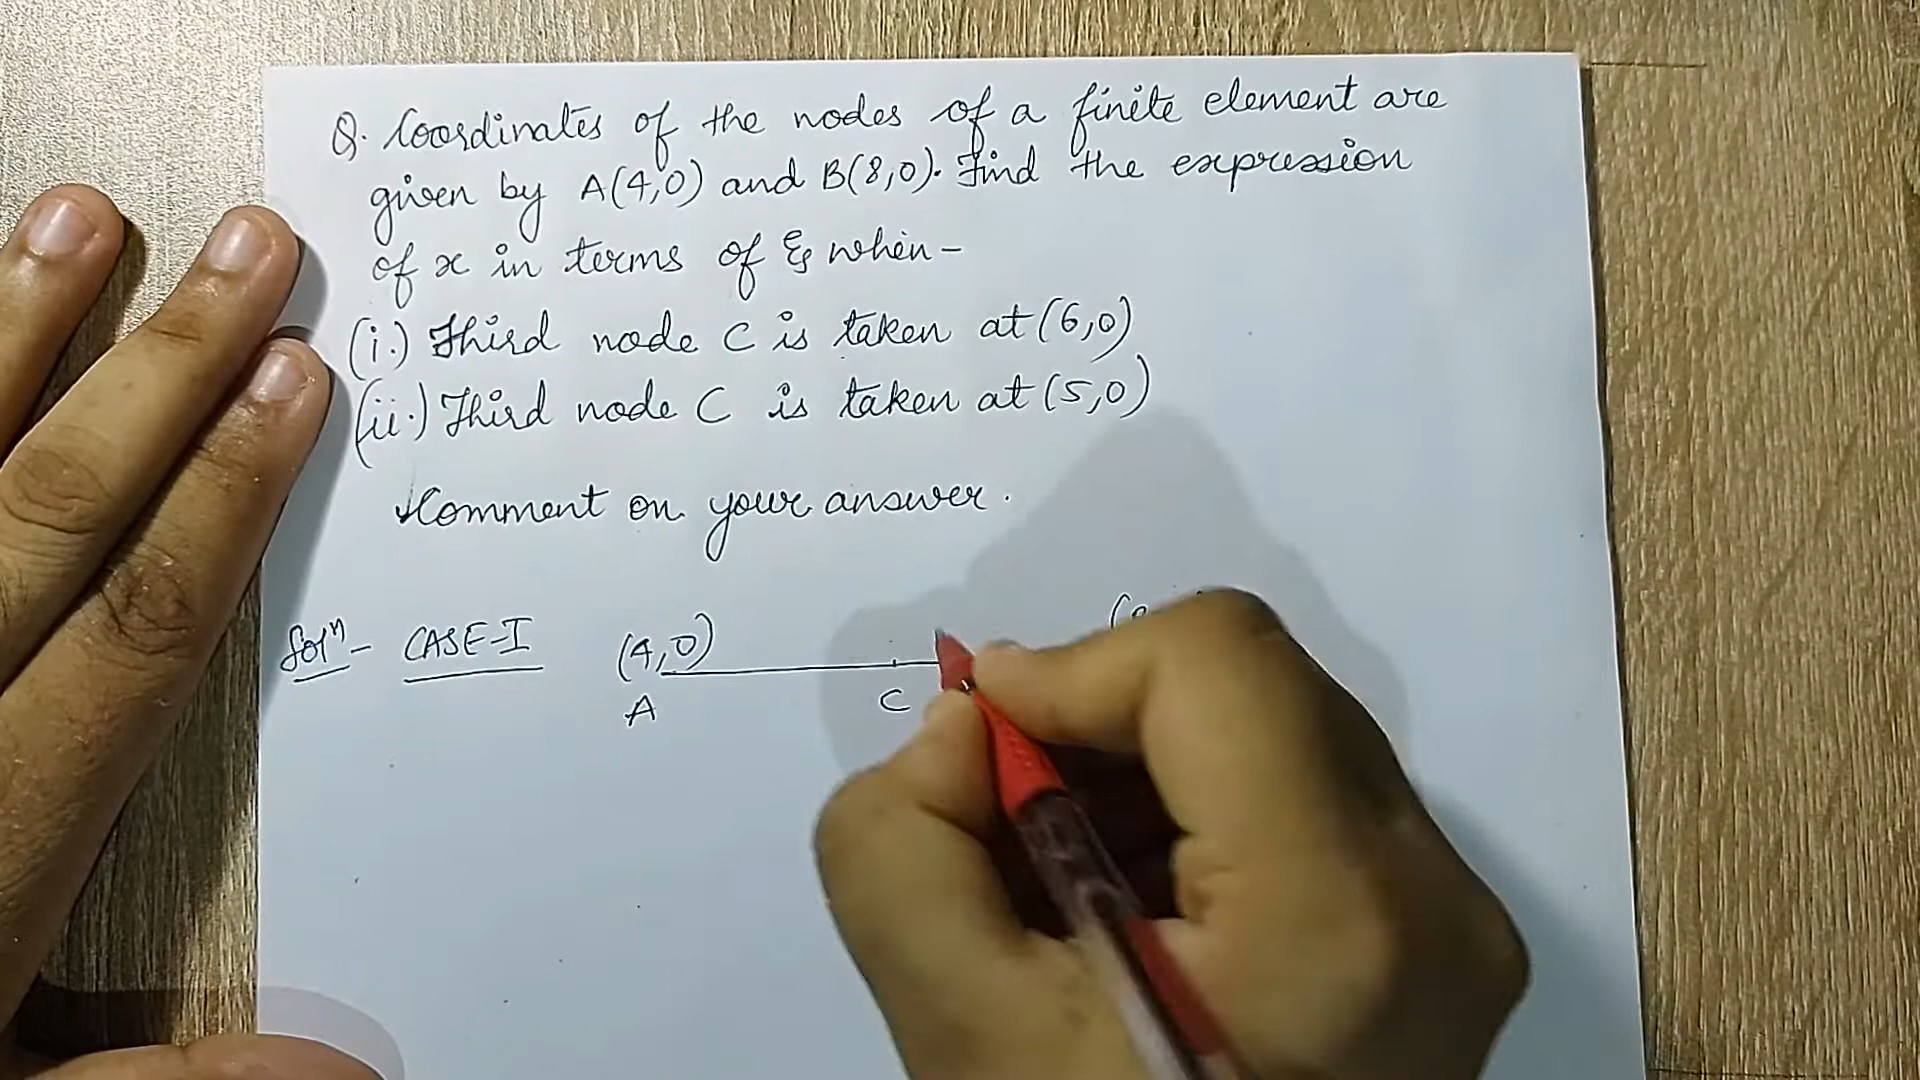 Q. Coordinates of the nodes of a finite element are
given by A(4,0) and B(8,0). Find the expression
of x in terms of ξ when -
(i.) Third node C is taken at (6,0)
(ii.) Third node C is taken at (5,0)
Comment on your answer.
Solⁿ - CASE-I (4,0)
A C